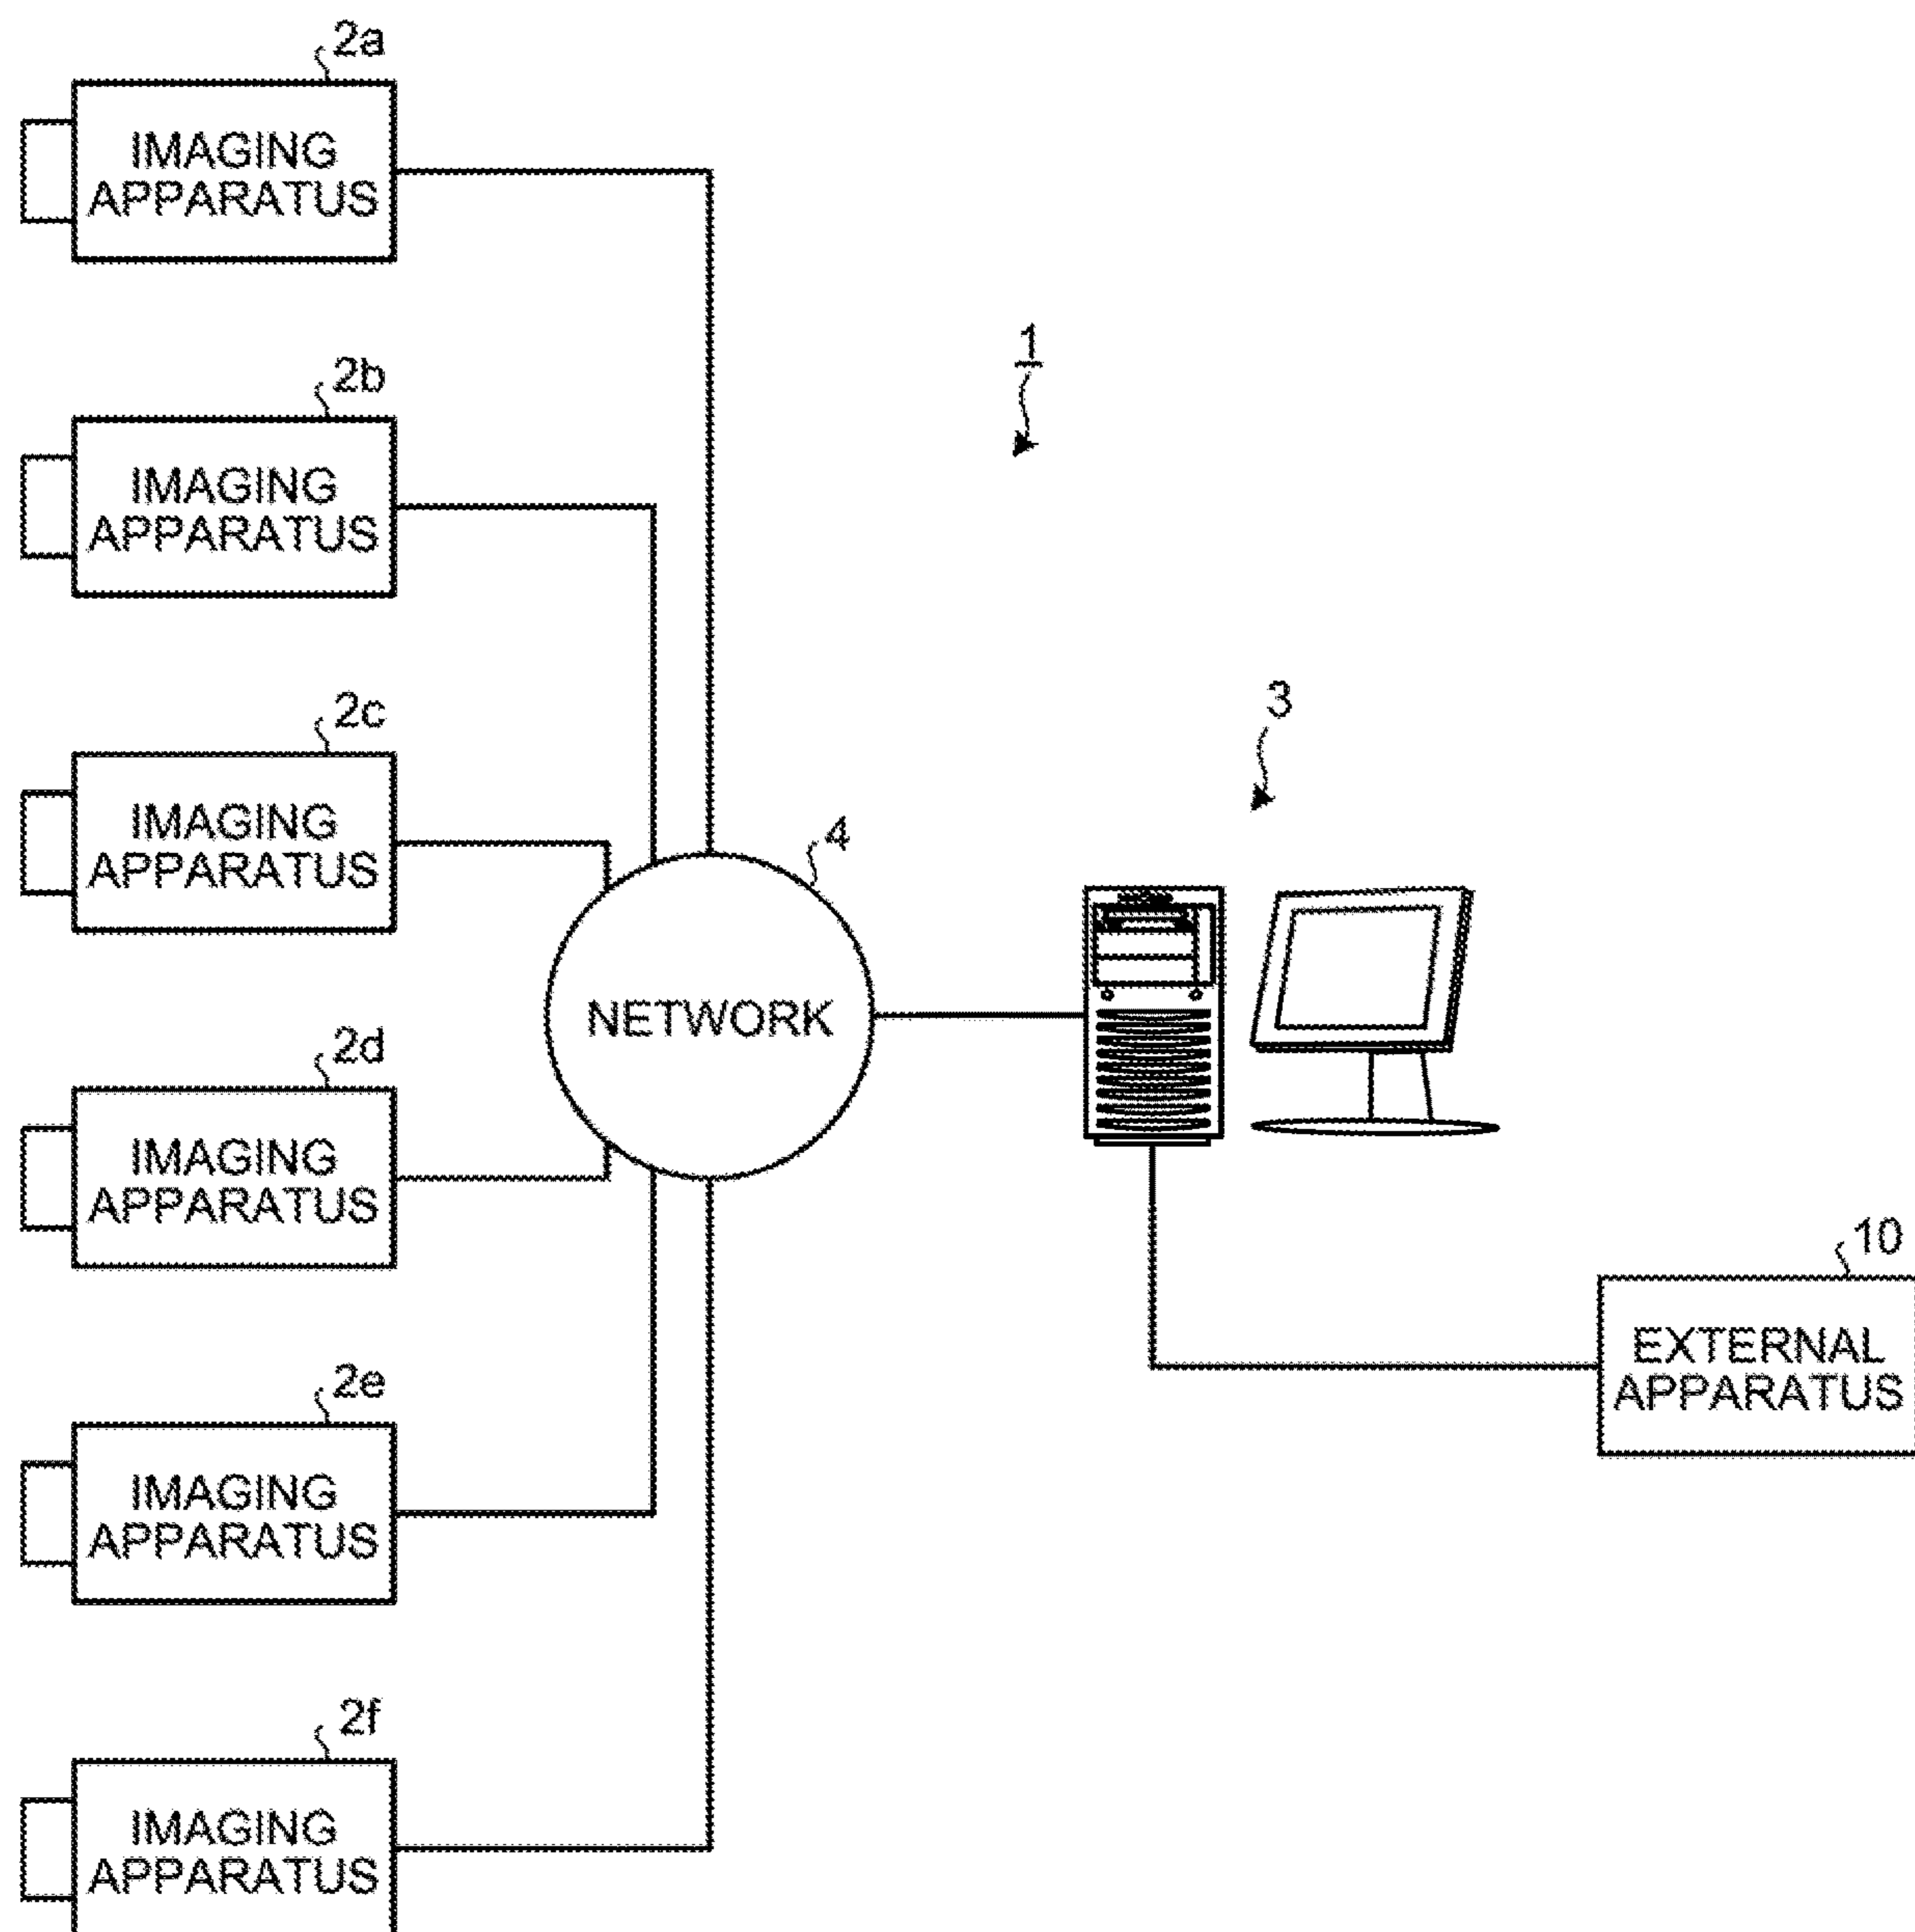 2a
IMAGING
APPARATUS
1
2b
IMAGING
APPARATUS
2c
IMAGING
APPARATUS
3
4
NETWORK
2d
IMAGING
APPARATUS
10
EXTERNAL
APPARATUS
2e
IMAGING
APPARATUS
2f
IMAGING
APPARATUS